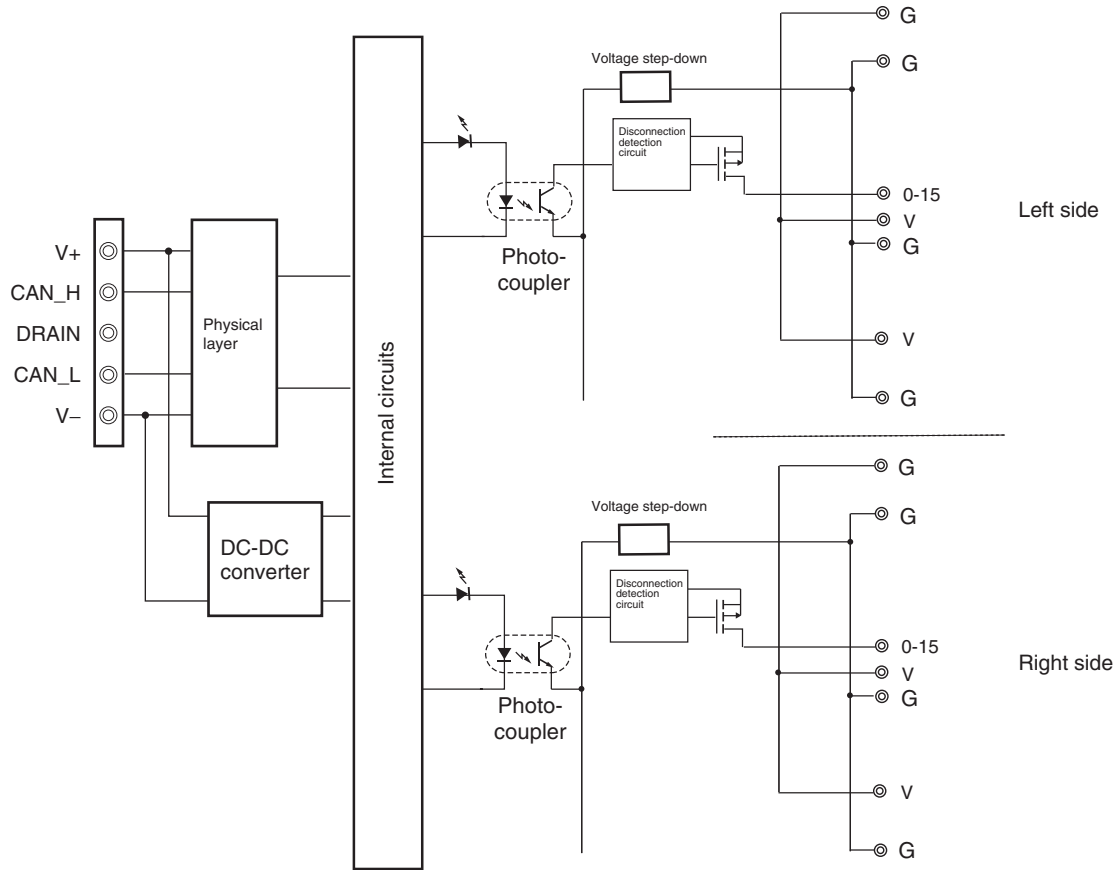 V+
CAN_H
DRAIN
CAN_L
V–
Physical
layer
DC-DC
converter
Internal circuits
Voltage step-down
Disconnection
detection
circuit
Photo-
coupler
G
G
0-15
V
G
V
G
Left side
Voltage step-down
Disconnection
detection
circuit
Photo-
coupler
G
G
0-15
V
G
V
G
Right side